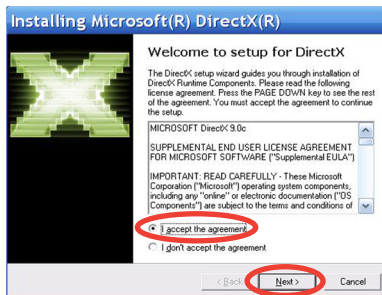 Installing Microsoft(R) DirectX(R)
Welcome to setup for DirectX
The DirectX setup wizard guides you through installation of
DirectX Runtime Components. Please read the following
license agreement. Press the PAGE DOWN key to see the rest
of the agreement. You must accept the agreement to continue
the setup.
MICROSOFT DirectX 9.0c
SUPPLEMENTAL END USER LICENSE AGREEMENT
FOR MICROSOFT SOFTWARE ("Supplemental EULA")
IMPORTANT: READ CAREFULLY - These Microsoft
Corporation ("Microsoft") operating system components,
including any "online" or electronic documentation ("OS
Components") are subject to the terms and conditions of
I accept the agreement
I don't accept the agreement
< Back
Next >
Cancel